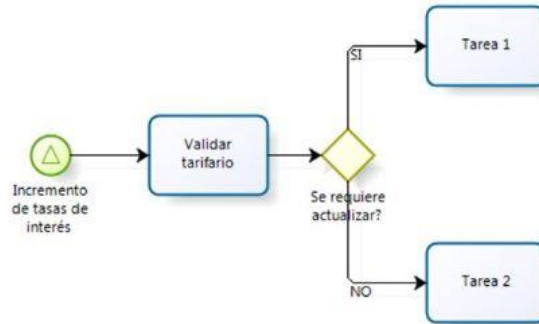 Tarea 1
SI
Validar
tarifario
Incremento
de tasas de
interés
Se requiere
actualizar?
NO
Tarea 2